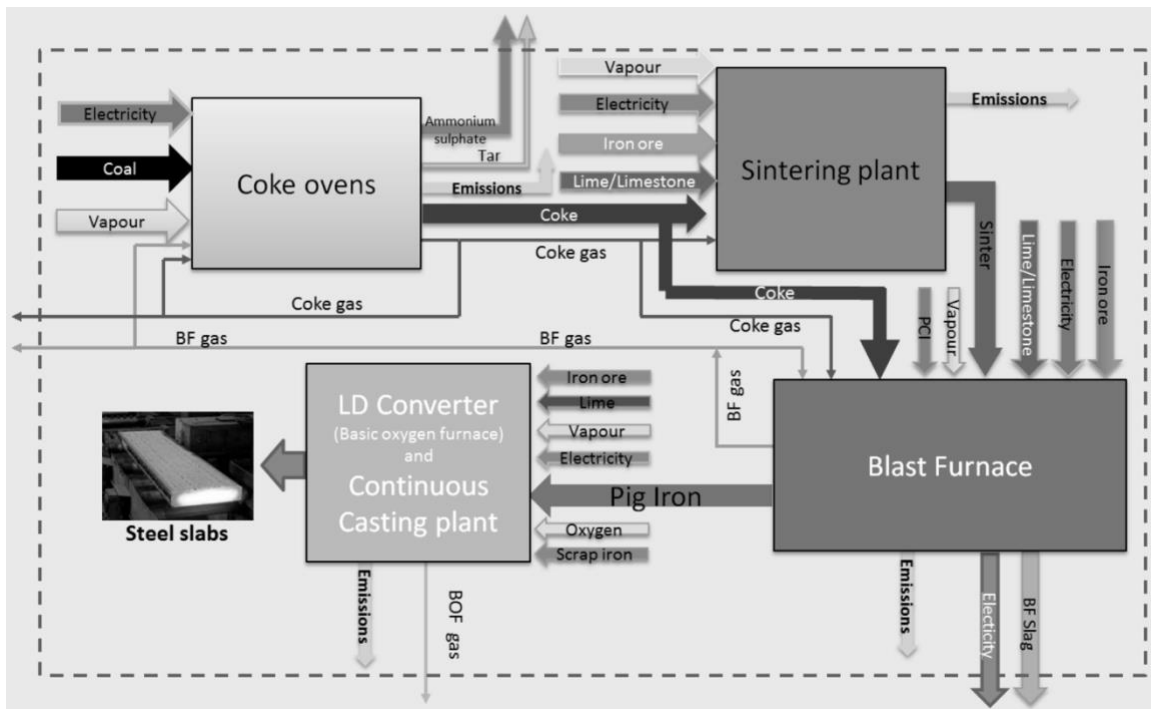 Electricity
Coal
Vapour
Coke ovens
Ammonium
sulphate
Tar
Emissions
Coke
Coke gas
Vapour
Electricity
Iron ore
Lime/Limestone
Sintering plant
Emissions
Sinter
Lime/Limestone
Electricity
Iron ore
Coke gas
Coke
Coke gas
PCI
Vapour
BF gas
BF gas
BF gas
LD Converter
(Basic oxygen furnace)
and
Continuous
Casting plant
Iron ore
Lime
Vapour
Electricity
Pig Iron
Oxygen
Scrap iron
Blast Furnace
Steel slabs
Emissions
BOF gas
Emissions
Electicity
BF Slag